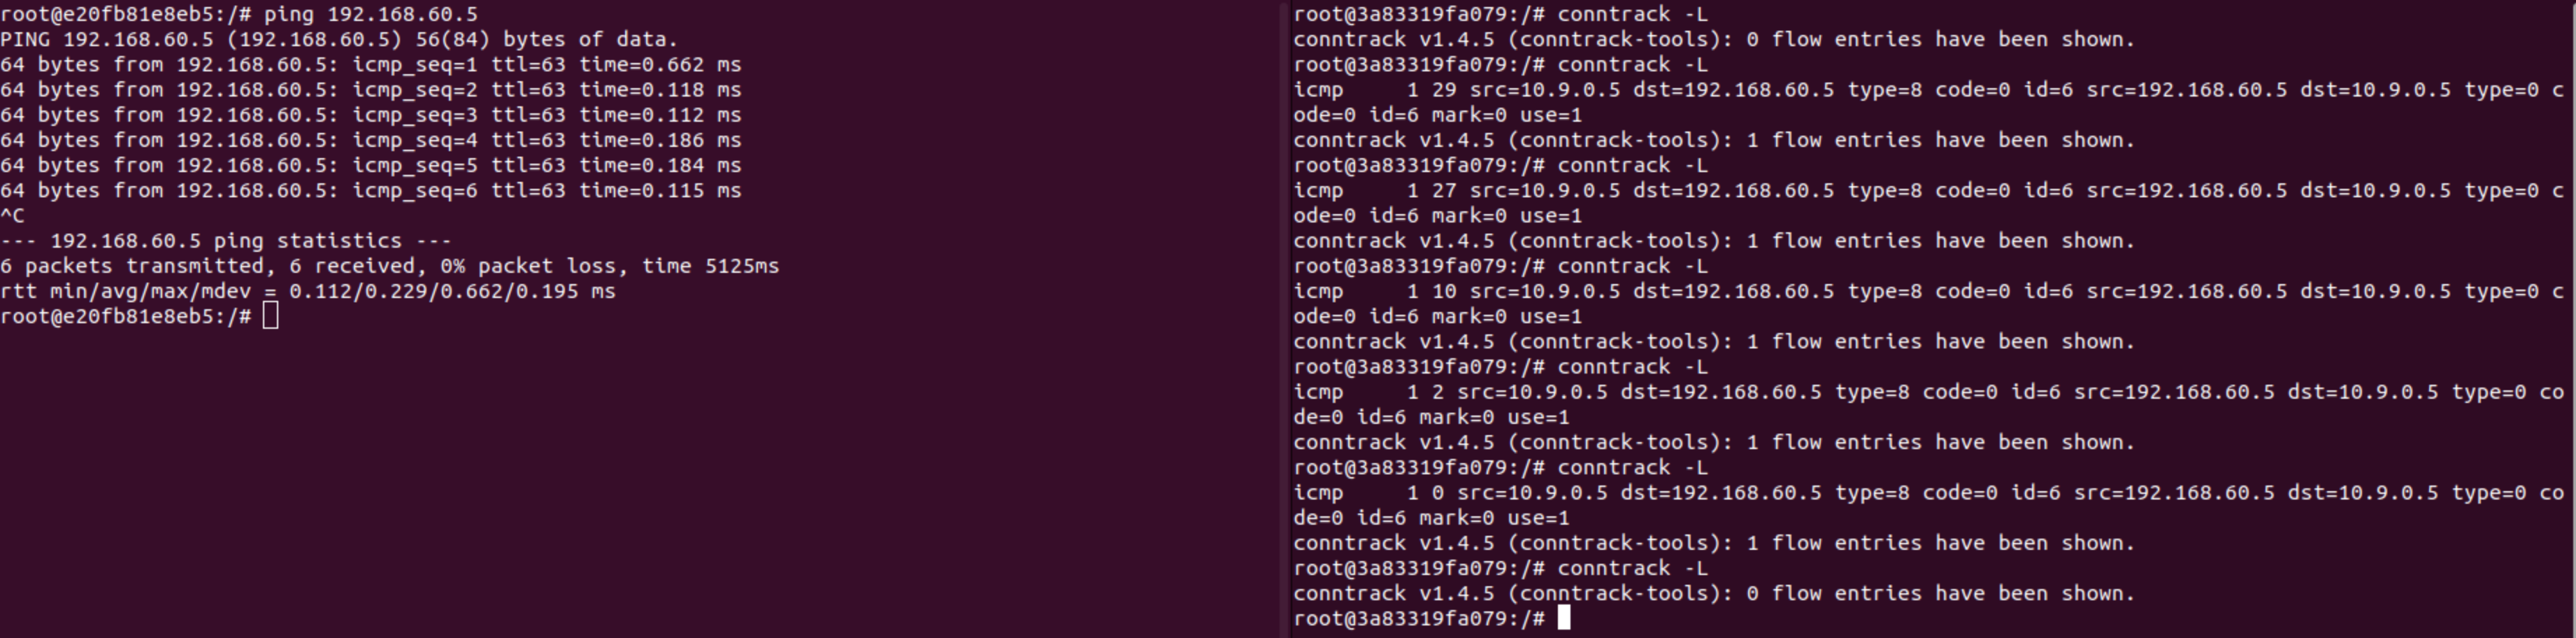 root@e20fb81e8eb5:/# ping 192.168.60.5
PING 192.168.60.5 (192.168.60.5) 56(84) bytes of data.
64 bytes from 192.168.60.5: icmp_seq=1 ttl=63 time=0.662 ms
64 bytes from 192.168.60.5: icmp_seq=2 ttl=63 time=0.118 ms
64 bytes from 192.168.60.5: icmp_seq=3 ttl=63 time=0.112 ms
64 bytes from 192.168.60.5: icmp_seq=4 ttl=63 time=0.186 ms
64 bytes from 192.168.60.5: icmp_seq=5 ttl=63 time=0.184 ms
64 bytes from 192.168.60.5: icmp_seq=6 ttl=63 time=0.115 ms
^C
--- 192.168.60.5 ping statistics ---
6 packets transmitted, 6 received, 0% packet loss, time 5125ms
rtt min/avg/max/mdev = 0.112/0.229/0.662/0.195 ms
root@e20fb81e8eb5:/#
root@3a83319fa079:/# conntrack -L
conntrack v1.4.5 (conntrack-tools): 0 flow entries have been shown.
root@3a83319fa079:/# conntrack -L
icmp     1 29 src=10.9.0.5 dst=192.168.60.5 type=8 code=0 id=6 src=192.168.60.5 dst=10.9.0.5 type=0 c
ode=0 id=6 mark=0 use=1
conntrack v1.4.5 (conntrack-tools): 1 flow entries have been shown.
root@3a83319fa079:/# conntrack -L
icmp     1 27 src=10.9.0.5 dst=192.168.60.5 type=8 code=0 id=6 src=192.168.60.5 dst=10.9.0.5 type=0 c
ode=0 id=6 mark=0 use=1
conntrack v1.4.5 (conntrack-tools): 1 flow entries have been shown.
root@3a83319fa079:/# conntrack -L
icmp     1 10 src=10.9.0.5 dst=192.168.60.5 type=8 code=0 id=6 src=192.168.60.5 dst=10.9.0.5 type=0 c
ode=0 id=6 mark=0 use=1
conntrack v1.4.5 (conntrack-tools): 1 flow entries have been shown.
root@3a83319fa079:/# conntrack -L
icmp     1 2 src=10.9.0.5 dst=192.168.60.5 type=8 code=0 id=6 src=192.168.60.5 dst=10.9.0.5 type=0 co
de=0 id=6 mark=0 use=1
conntrack v1.4.5 (conntrack-tools): 1 flow entries have been shown.
root@3a83319fa079:/# conntrack -L
icmp     1 0 src=10.9.0.5 dst=192.168.60.5 type=8 code=0 id=6 src=192.168.60.5 dst=10.9.0.5 type=0 co
de=0 id=6 mark=0 use=1
conntrack v1.4.5 (conntrack-tools): 1 flow entries have been shown.
root@3a83319fa079:/# conntrack -L
conntrack v1.4.5 (conntrack-tools): 0 flow entries have been shown.
root@3a83319fa079:/#